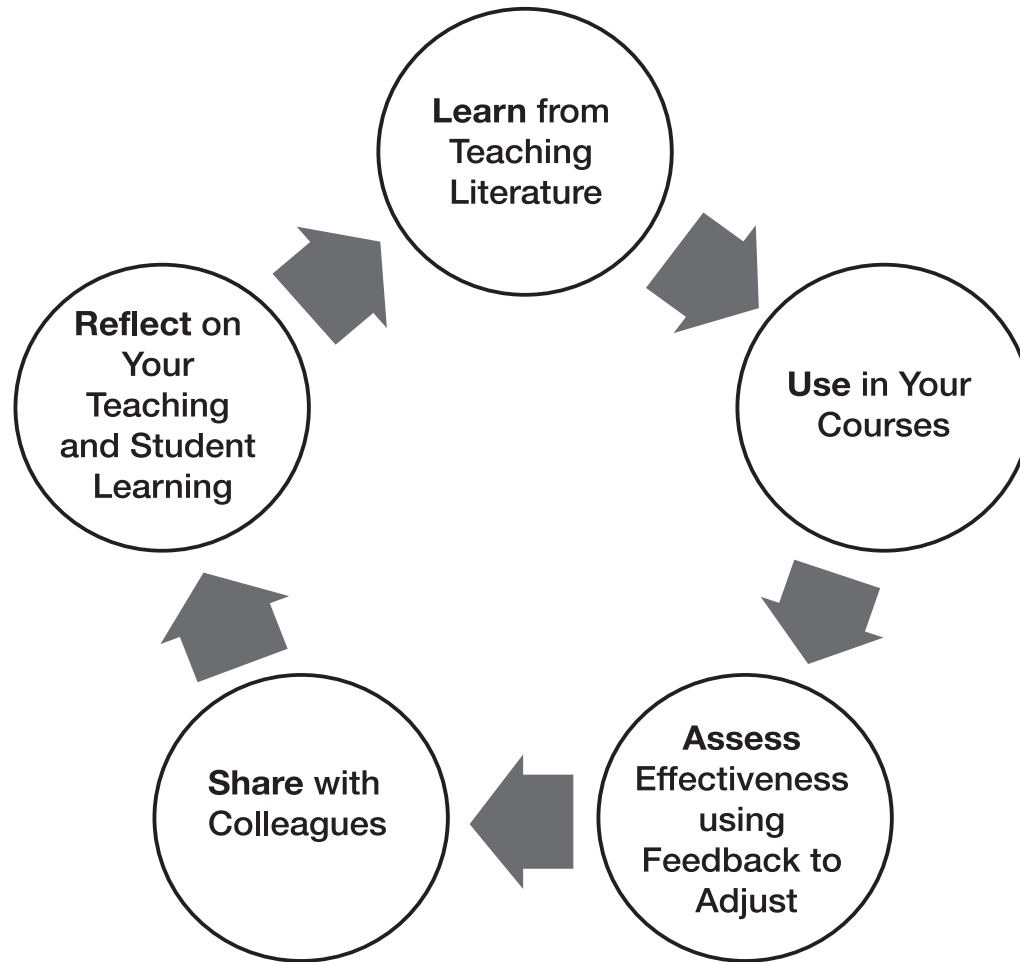 Learn from
Teaching
Literature
Use in Your
Courses
Assess
Effectiveness
using
Feedback to
Adjust
Share with
Colleagues
Reflect on
Your
Teaching
and Student
Learning